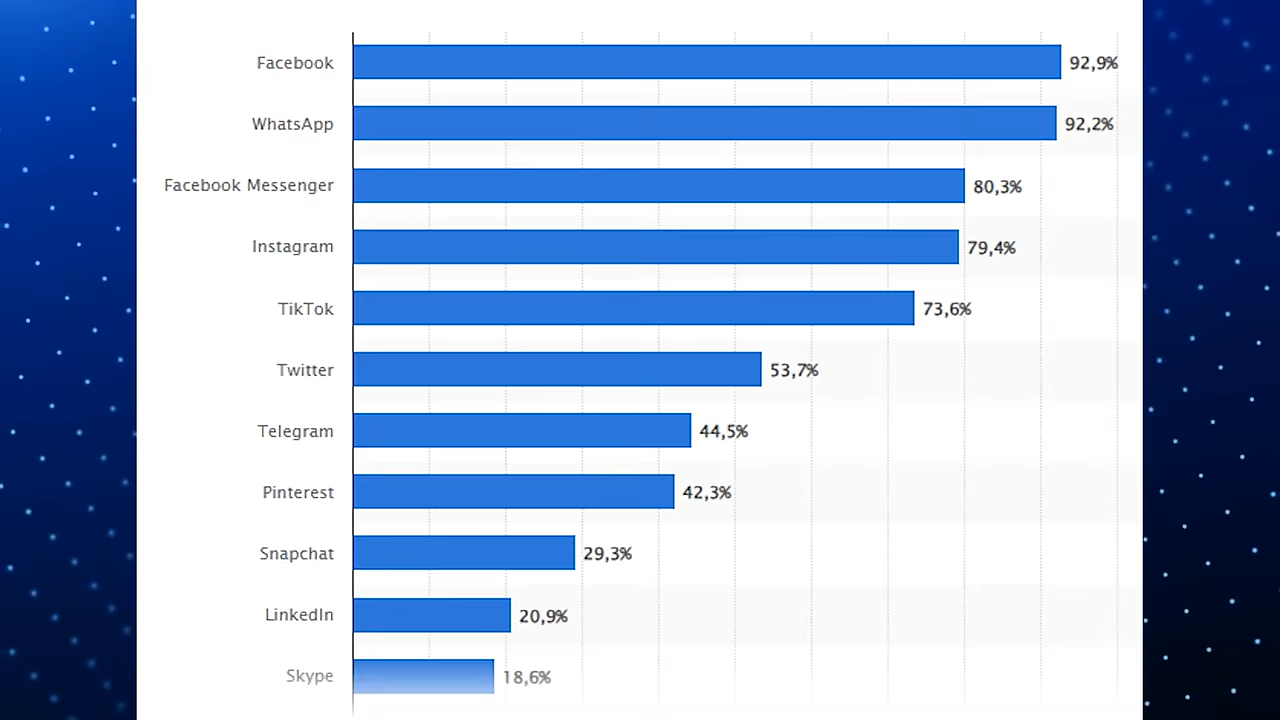 Facebook 92,9%
WhatsApp 92,2%
Facebook Messenger 80,3%
Instagram 79,4%
TikTok 73,6%
Twitter 53,7%
Telegram 44,5%
Pinterest 42,3%
Snapchat 29,3%
LinkedIn 20,9%
Skype 18,6%